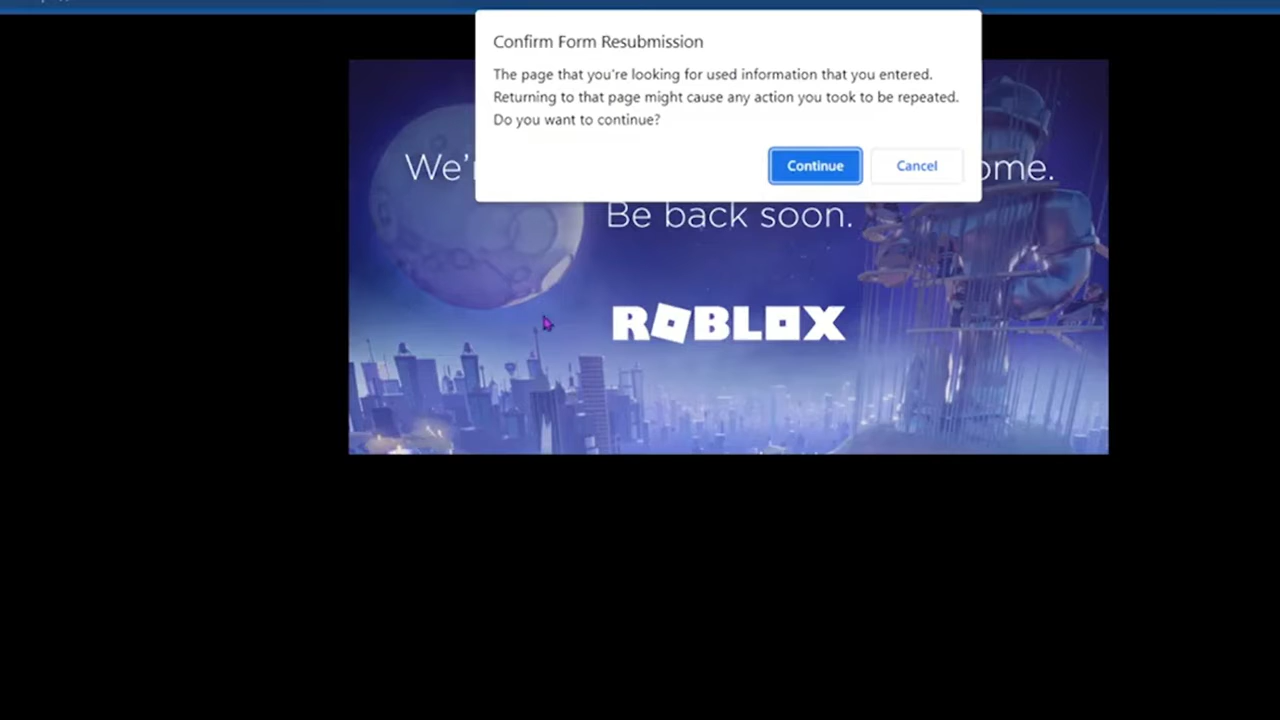 Confirm Form Resubmission
The page that you're looking for used information that you entered.
Returning to that page might cause any action you took to be repeated.
Do you want to continue?
Continue Cancel
Be back soon.
ROBLOX